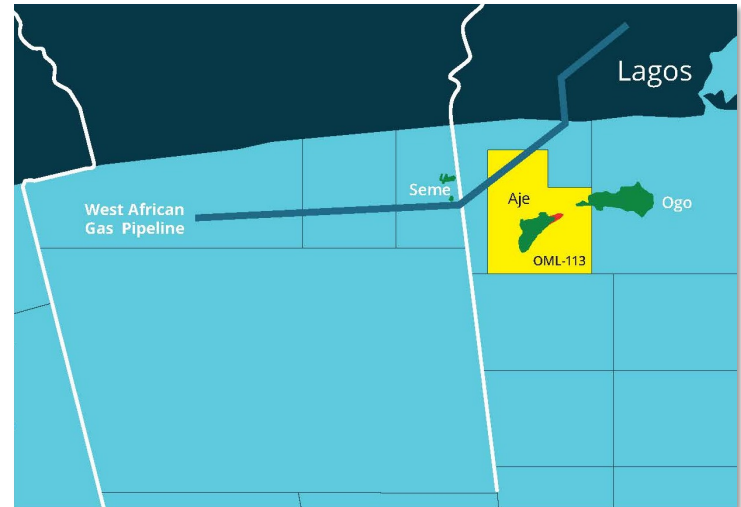 Lagos
Seme
Aje
Ogo
West African
Gas Pipeline
OML-113